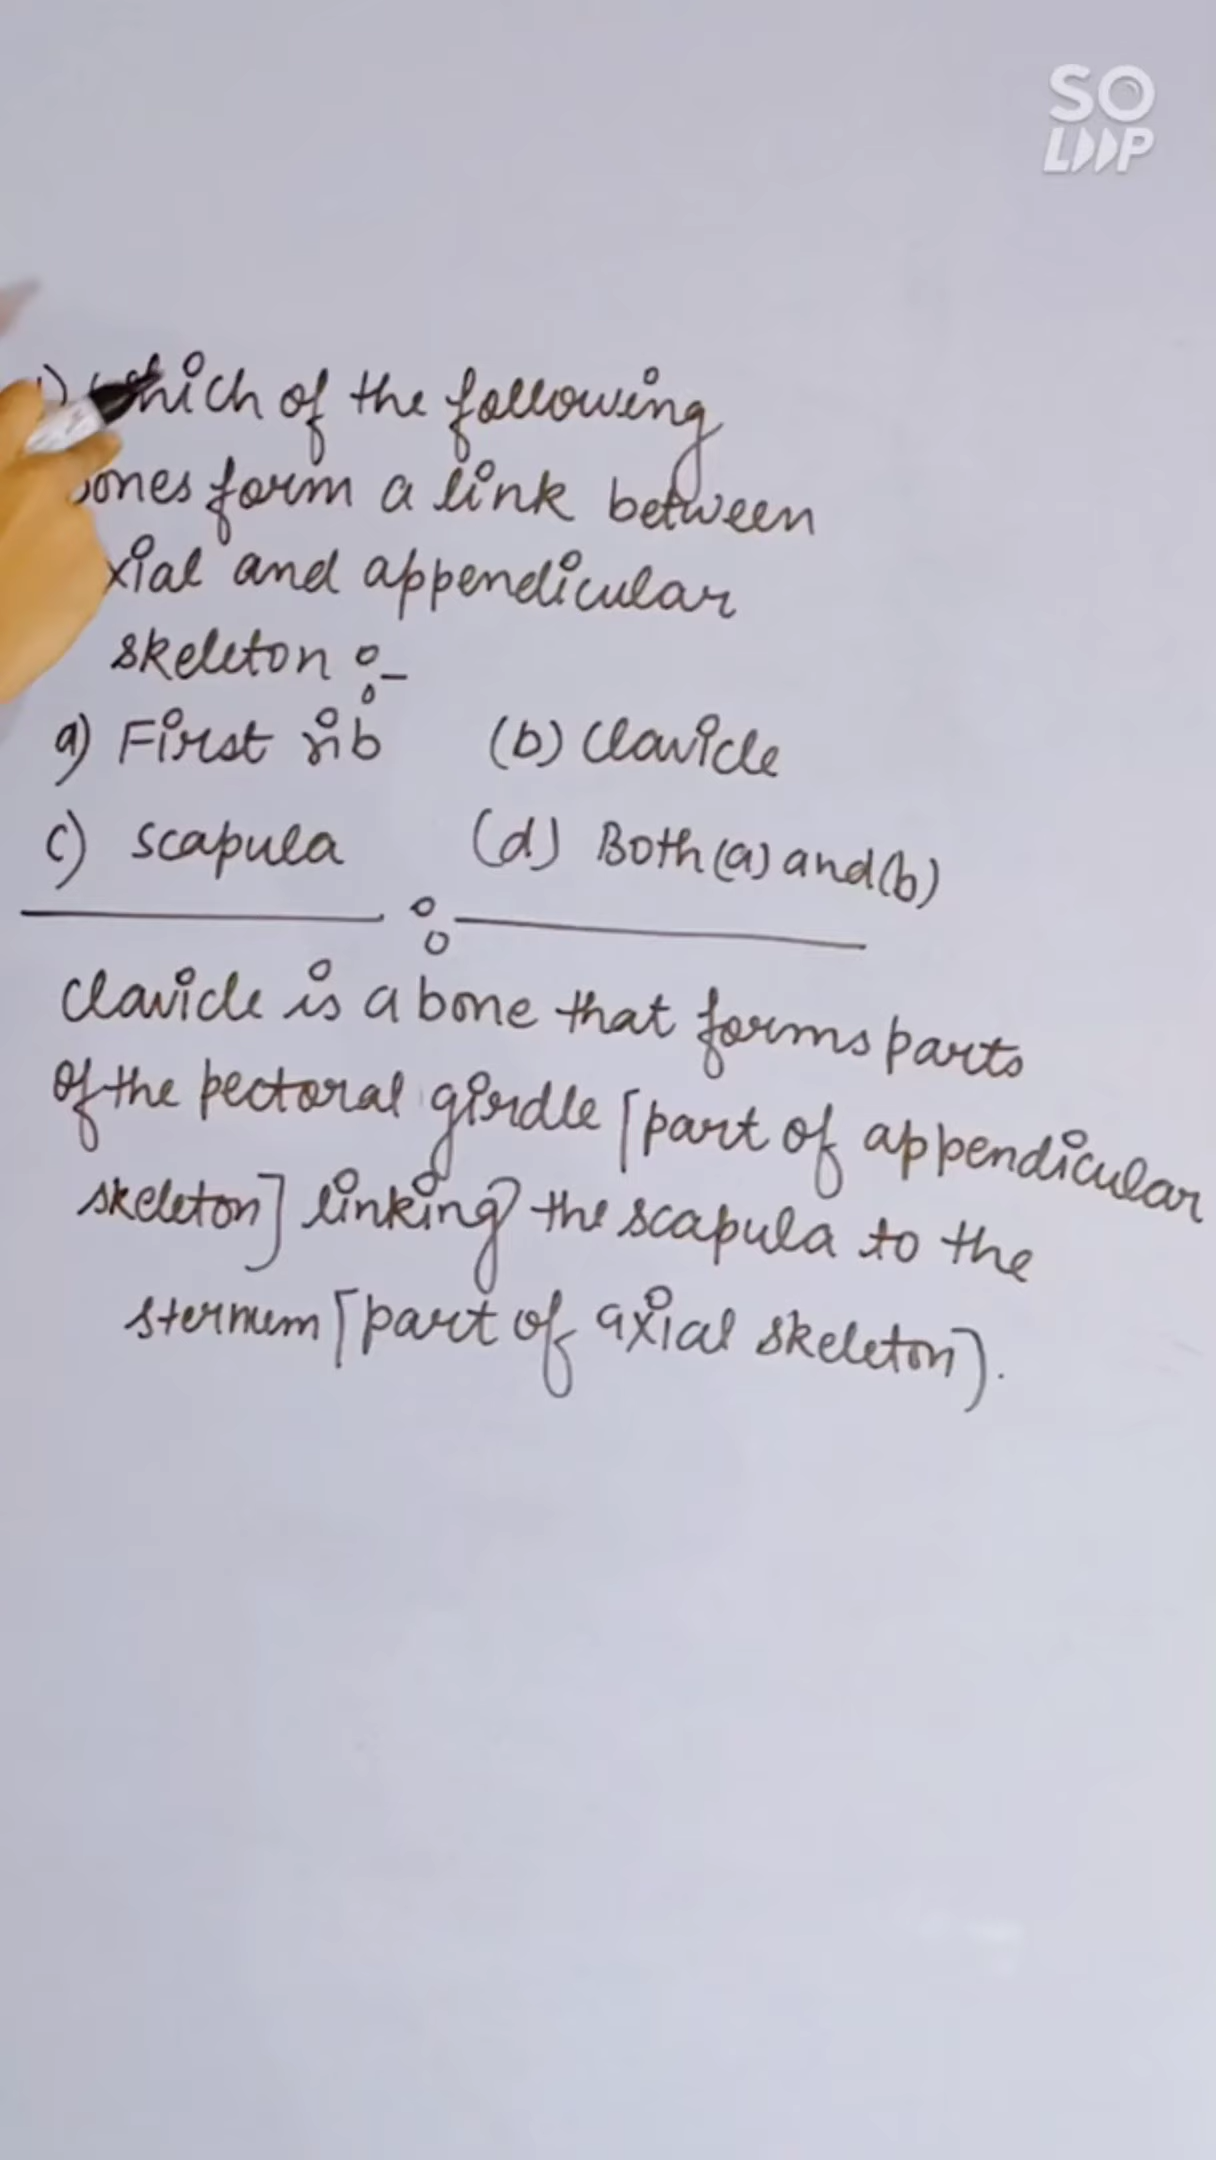 SO
LOOP
which of the following
bones form a link between
xial and appendicular
skeleton :-
a) First rib (b) Clavicle
c) scapula (d) Both (a) and (b)
clavicle is a bone that forms parts
of the pectoral girdle [part of appendicular
skeleton] linking the scapula to the
sternum [part of axial skeleton].